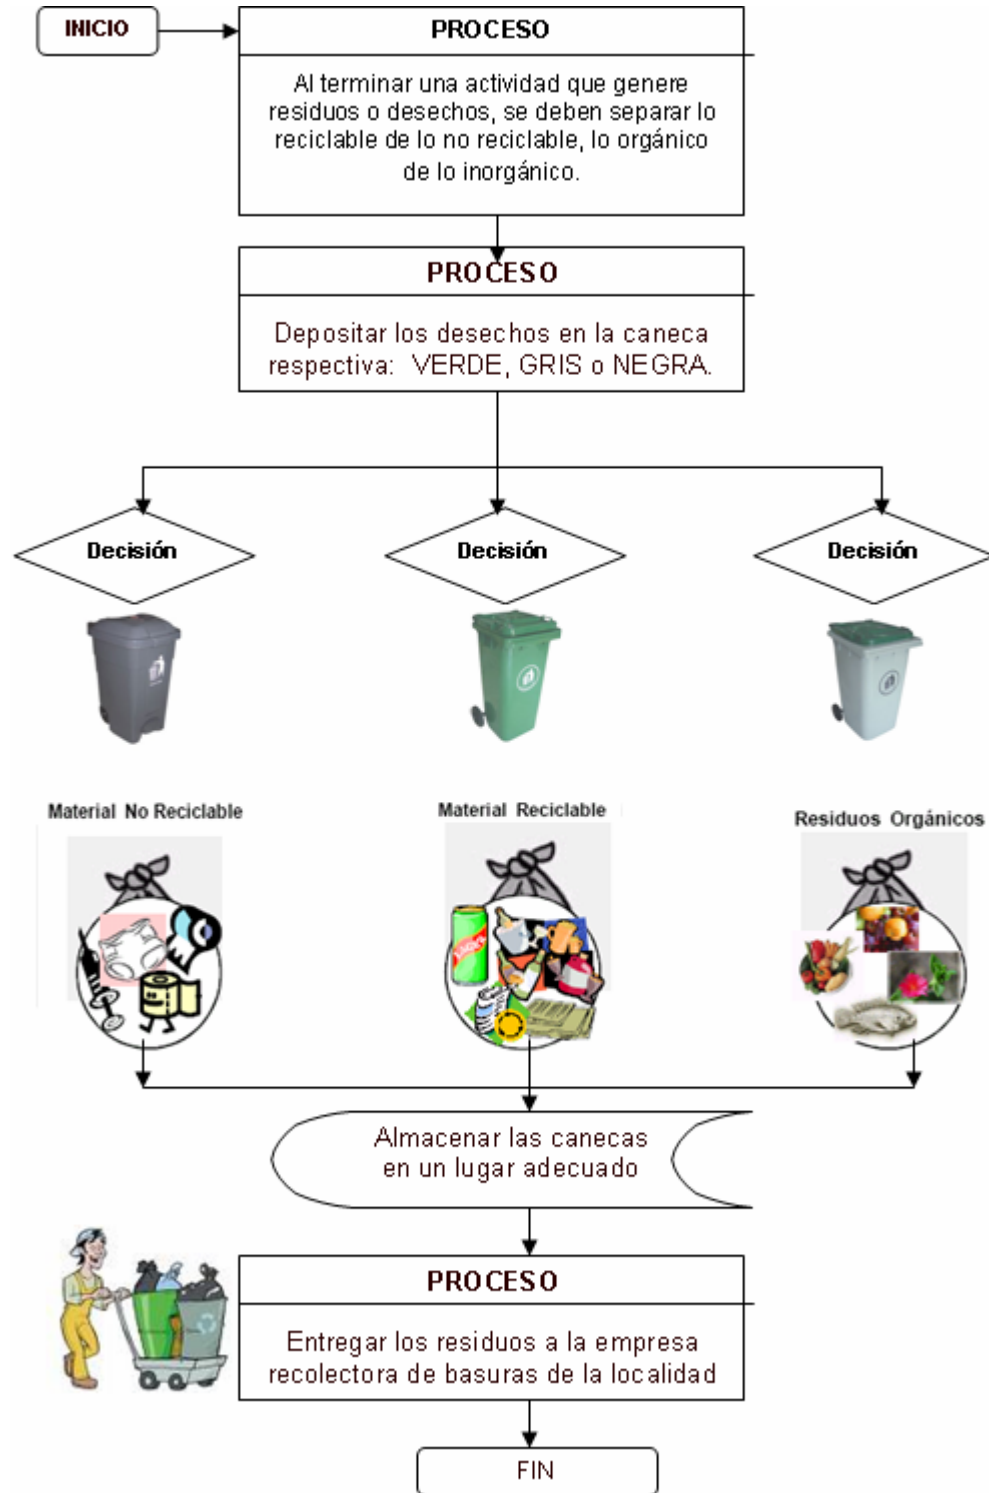 INICIO
PROCESO
Al terminar una actividad que genere
residuos o desechos, se deben separar lo
reciclable de lo no reciclable, lo orgánico
de lo inorgánico.
PROCESO
Depositar los desechos en la caneca
respectiva: VERDE, GRIS o NEGRA.
Decisión
Decisión
Decisión
Material No Reciclable
Material Reciclable
Residuos Orgánicos
Almacenar las canecas
en un lugar adecuado
PROCESO
Entregar los residuos a la empresa
recolectora de basuras de la localidad
FIN